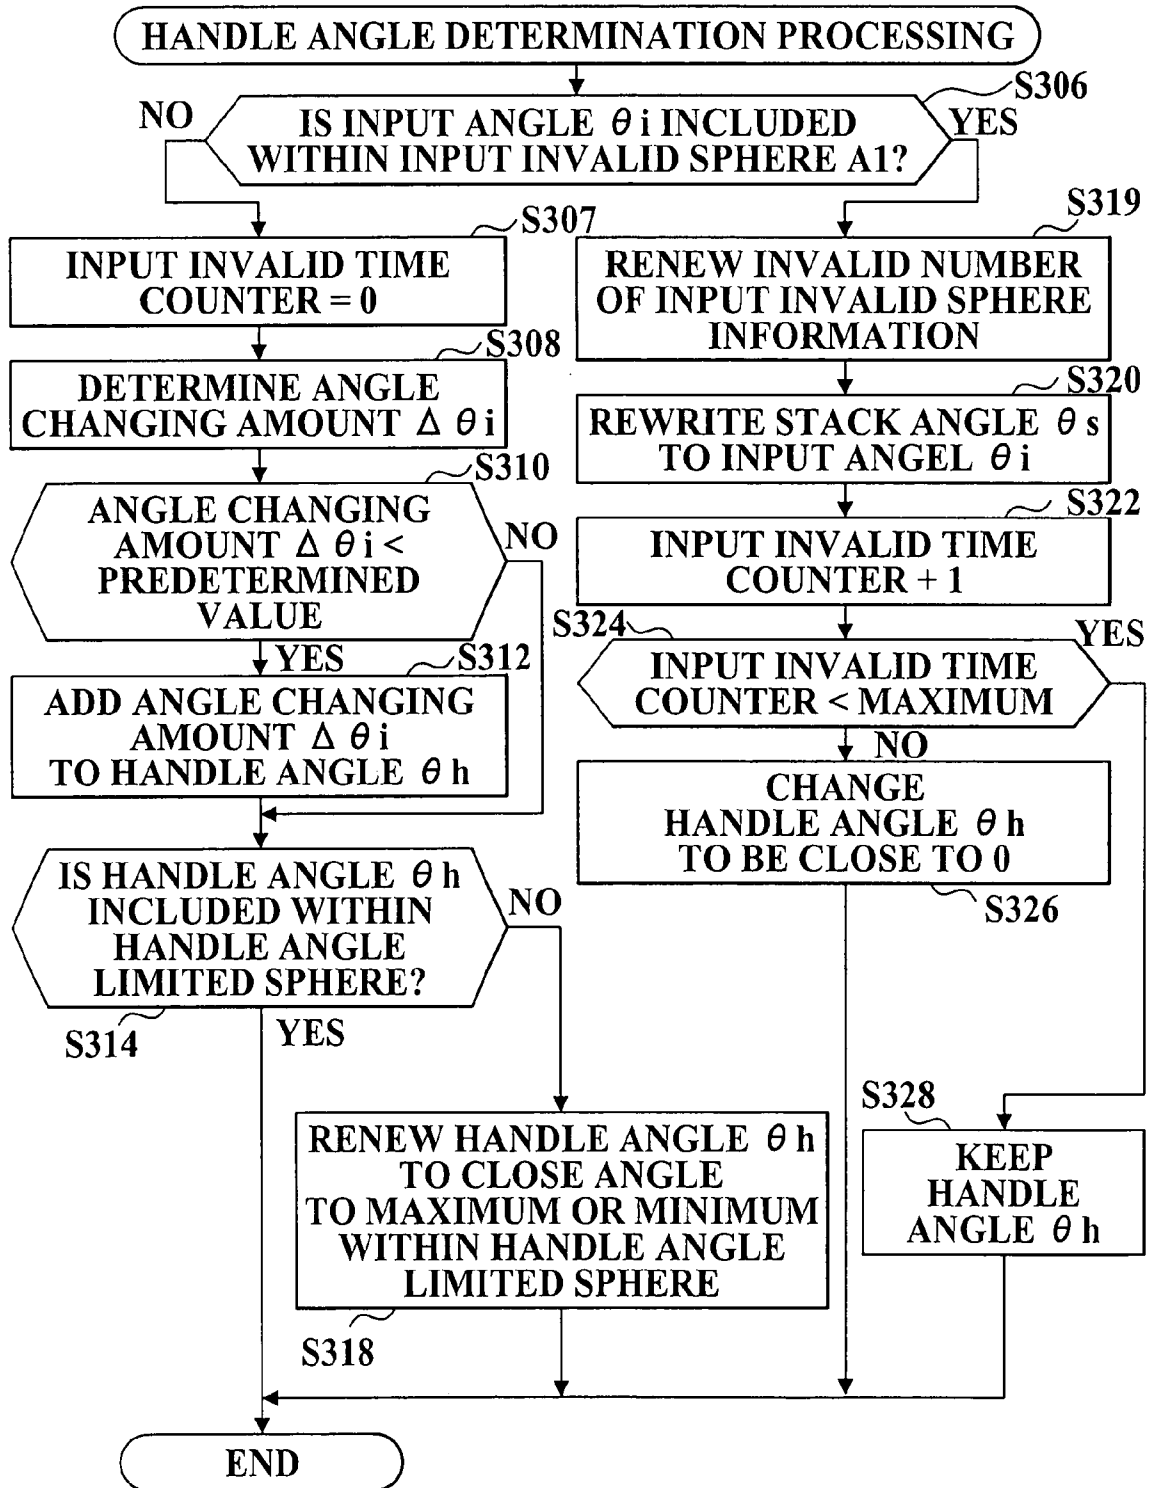 HANDLE ANGLE DETERMINATION PROCESSING
S306
NO
IS INPUT ANGLE θi INCLUDED
WITHIN INPUT INVALID SPHERE A1?
YES
S307
INPUT INVALID TIME
COUNTER = 0
S308
DETERMINE ANGLE
CHANGING AMOUNT Δθi
S310
ANGLE CHANGING
AMOUNT Δθi <
PREDETERMINED
VALUE
NO
YES
S312
ADD ANGLE CHANGING
AMOUNT Δθi
TO HANDLE ANGLE θh
IS HANDLE ANGLE θh
INCLUDED WITHIN
HANDLE ANGLE
LIMITED SPHERE?
NO
S314
YES
RENEW HANDLE ANGLE θh
TO CLOSE ANGLE
TO MAXIMUM OR MINIMUM
WITHIN HANDLE ANGLE
LIMITED SPHERE
S318
S319
RENEW INVALID NUMBER
OF INPUT INVALID SPHERE
INFORMATION
S320
REWRITE STACK ANGLE θs
TO INPUT ANGEL θi
S322
INPUT INVALID TIME
COUNTER + 1
S324
YES
INPUT INVALID TIME
COUNTER < MAXIMUM
NO
CHANGE
HANDLE ANGLE θh
TO BE CLOSE TO 0
S326
S328
KEEP
HANDLE
ANGLE θh
END